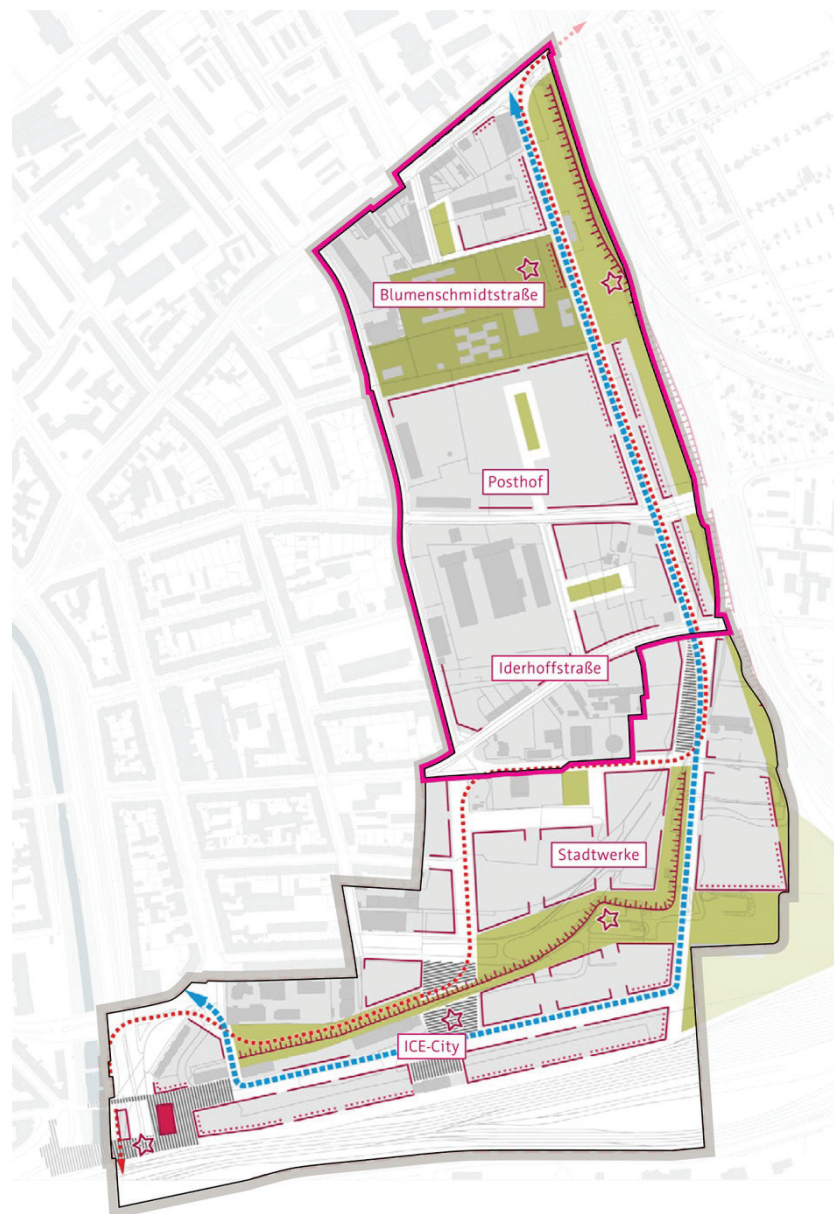 Blumenschmidtstraße
Posthof
Iderhoffstraße
Stadtwerke
ICE-City